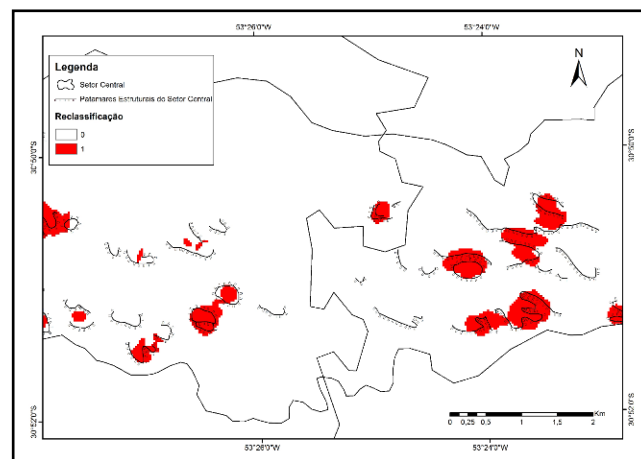 53°26'0"W 53°24'0"W
N
Legenda
Setor Central
Patamares Estruturais do Setor Central
Reclassificação
0
1
30°50'0"S 30°50'0"S
30°52'0"S 30°52'0"S
Km
0 0,25 0,5 1 1,5 2
53°26'0"W 53°24'0"W